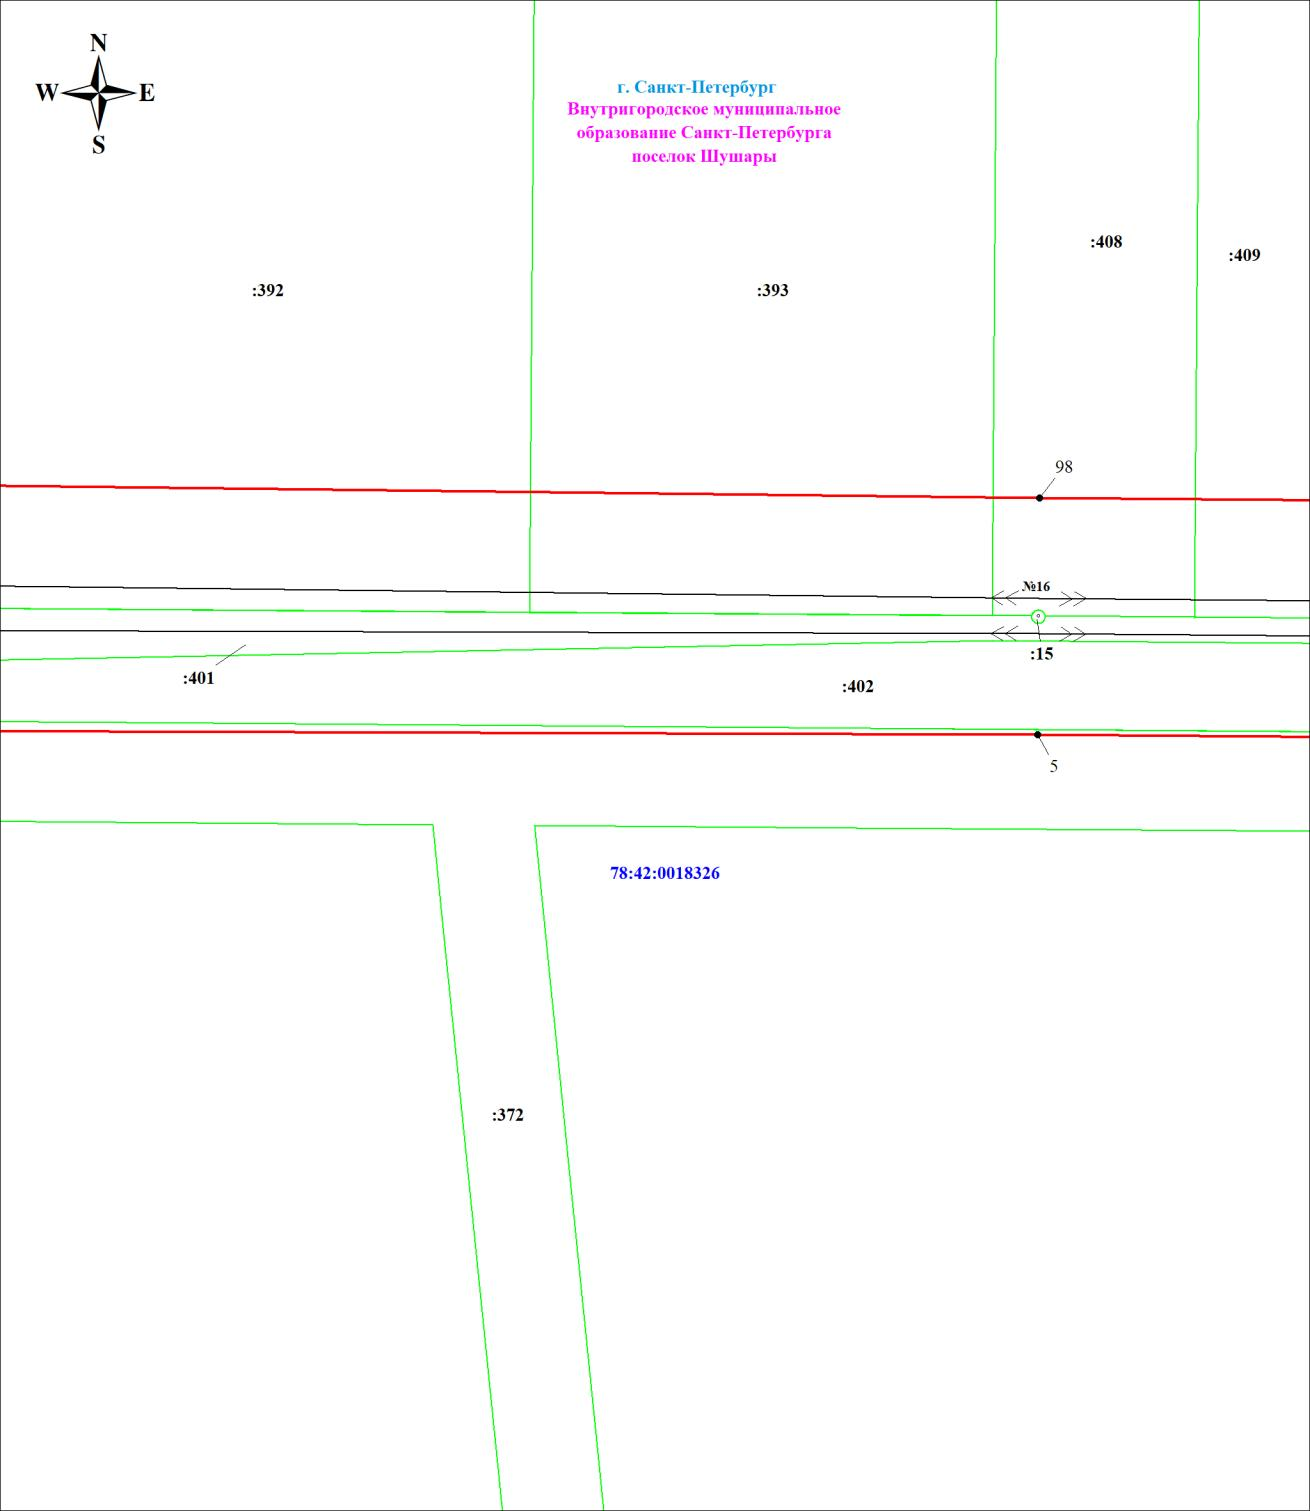 N
W E
S
г. Санкт-Петербург
Внутригородское муниципальное
образование Санкт-Петербурга
поселок Шушары
:408
:409
:392
:393
98
№16
:15
:401
:402
5
78:42:0018326
:372